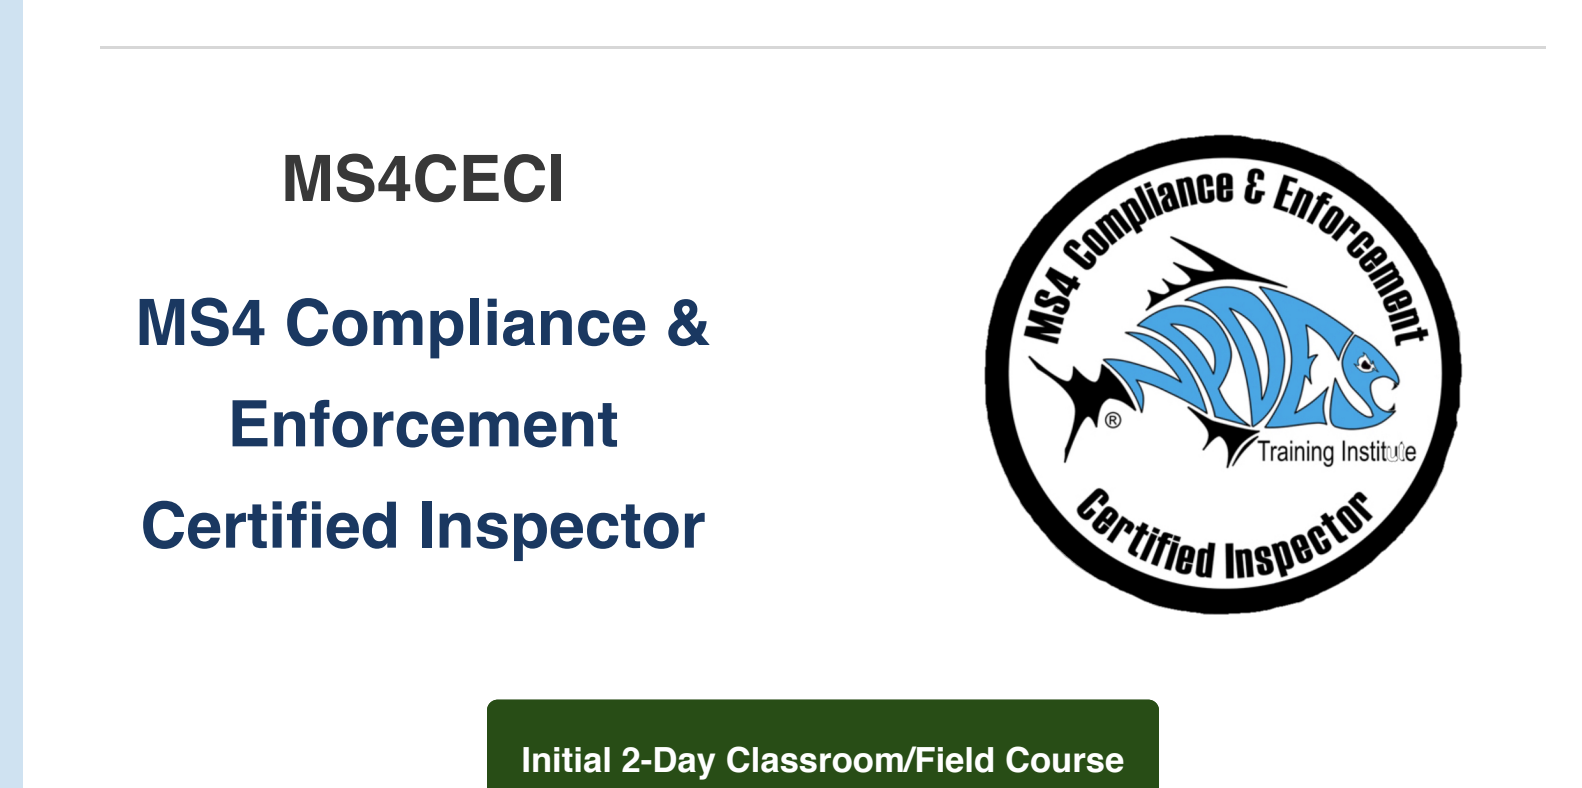 MS4CECI
MS4 Compliance &
Enforcement
Certified Inspector
MS4 Compliance & Enforcement
NPDES
®
Training Institute
Certified Inspector
Initial 2-Day Classroom/Field Course